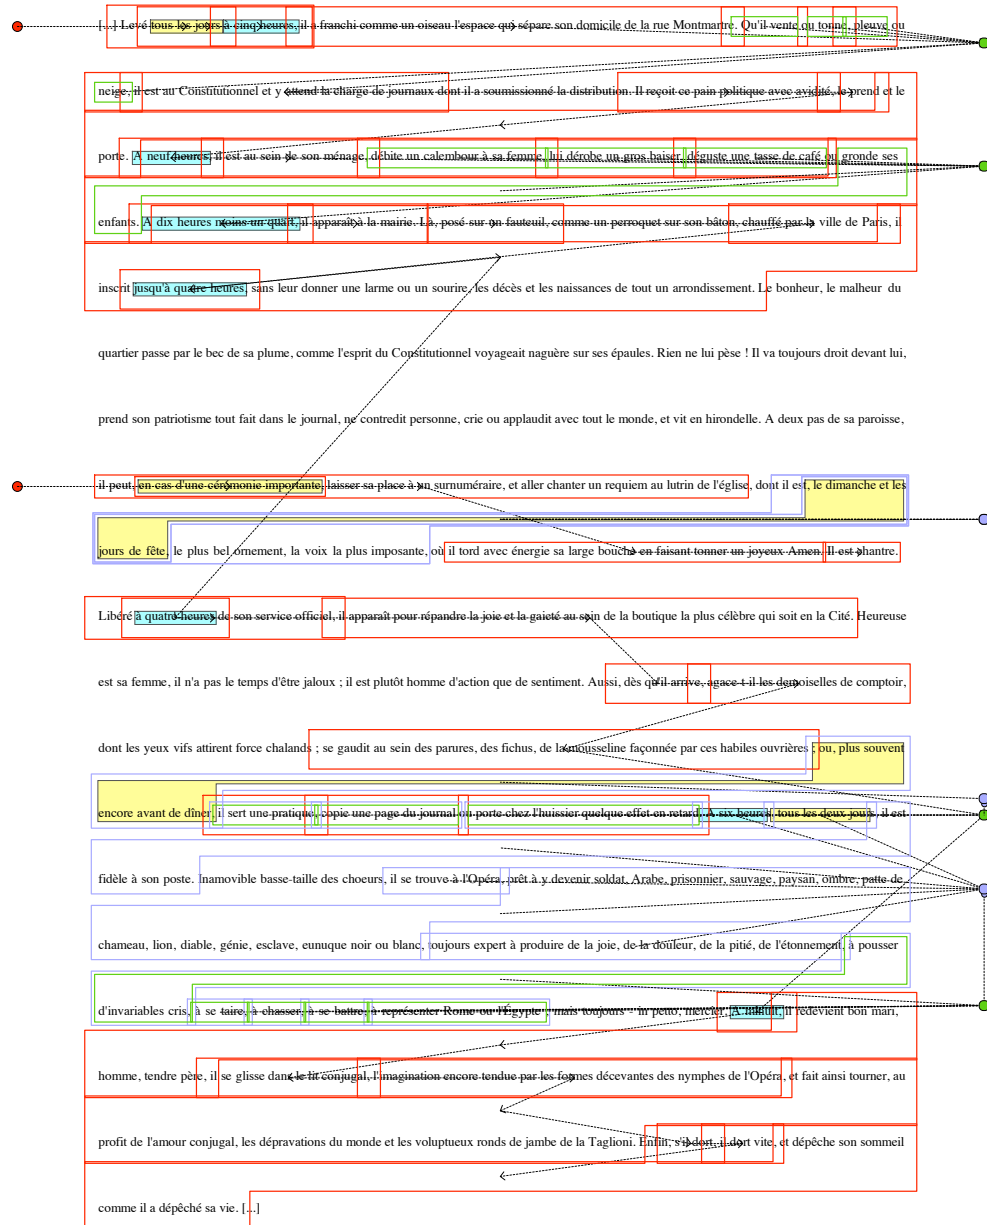 [...] Levé tous les jours à cinq heures, il a franchi comme un oiseau l'espace qui sépare son domicile de la rue Montmartre. Qu'il vente ou tonne, pleuve ou
neige, il est au Constitutionnel et y attend la charge de journaux dont il a soumissionné la distribution. Il reçoit ce pain politique avec avidité, le prend et le
porte. A neuf heures, il est au sein de son ménage, débite un calembour à sa femme, lui dérobe un gros baiser, déguste une tasse de café ou gronde ses
enfants. A dix heures moins un quart, il apparaît à la mairie. Là, posé sur un fauteuil, comme un perroquet sur son bâton, chauffé par la ville de Paris, il
inscrit jusqu'à quatre heures, sans leur donner une larme ou un sourire, les décès et les naissances de tout un arrondissement. Le bonheur, le malheur du
quartier passe par le bec de sa plume, comme l'esprit du Constitutionnel voyageait naguère sur ses épaules. Rien ne lui pèse ! Il va toujours droit devant lui,
prend son patriotisme tout fait dans le journal, ne contredit personne, crie ou applaudit avec tout le monde, et vit en hirondelle. A deux pas de sa paroisse,
il peut, en cas d'une cérémonie importante, laisser sa place à un surnuméraire, et aller chanter un requiem au lutrin de l'église, dont il est, le dimanche et les
jours de fête, le plus bel ornement, la voix la plus imposante, où il tord avec énergie sa large bouche en faisant tonner un joyeux Amen. Il est chantre.
Libéré à quatre heures de son service officiel, il apparaît pour répandre la joie et la gaieté au sein de la boutique la plus célèbre qui soit en la Cité. Heureuse
est sa femme, il n'a pas le temps d'être jaloux ; il est plutôt homme d'action que de sentiment. Aussi, dès qu'il arrive, agace-t-il les demoiselles de comptoir,
dont les yeux vifs attirent force chalands ; se gaudit au sein des parures, des fichus, de la mousseline façonnée par ces habiles ouvrières ; ou, plus souvent
encore avant de dîner, il sert une pratique, copie une page du journal ou porte chez l'huissier quelque effet en retard. A six heures, tous les deux jours, il est
fidèle à son poste. Inamovible basse-taille des choeurs, il se trouve à l'Opéra, prêt à y devenir soldat, Arabe, prisonnier, sauvage, paysan, ombre, patte de
chameau, lion, diable, génie, esclave, eunuque noir ou blanc, toujours expert à produire de la joie, de la douleur, de la pitié, de l'étonnement, à pousser
d'invariables cris, à se taire, à chasser, à se battre, à représenter Rome ou l'Égypte ; mais toujours - in petto, mercier. A minuit, il redevient bon mari,
homme, tendre père, il se glisse dans le lit conjugal, l'imagination encore tendue par les formes décevantes des nymphes de l'Opéra, et fait ainsi tourner, au
profit de l'amour conjugal, les dépravations du monde et les voluptueux ronds de jambe de la Taglioni. Enfin, s'il dort, il dort vite, et dépêche son sommeil
comme il a dépêché sa vie. [...]